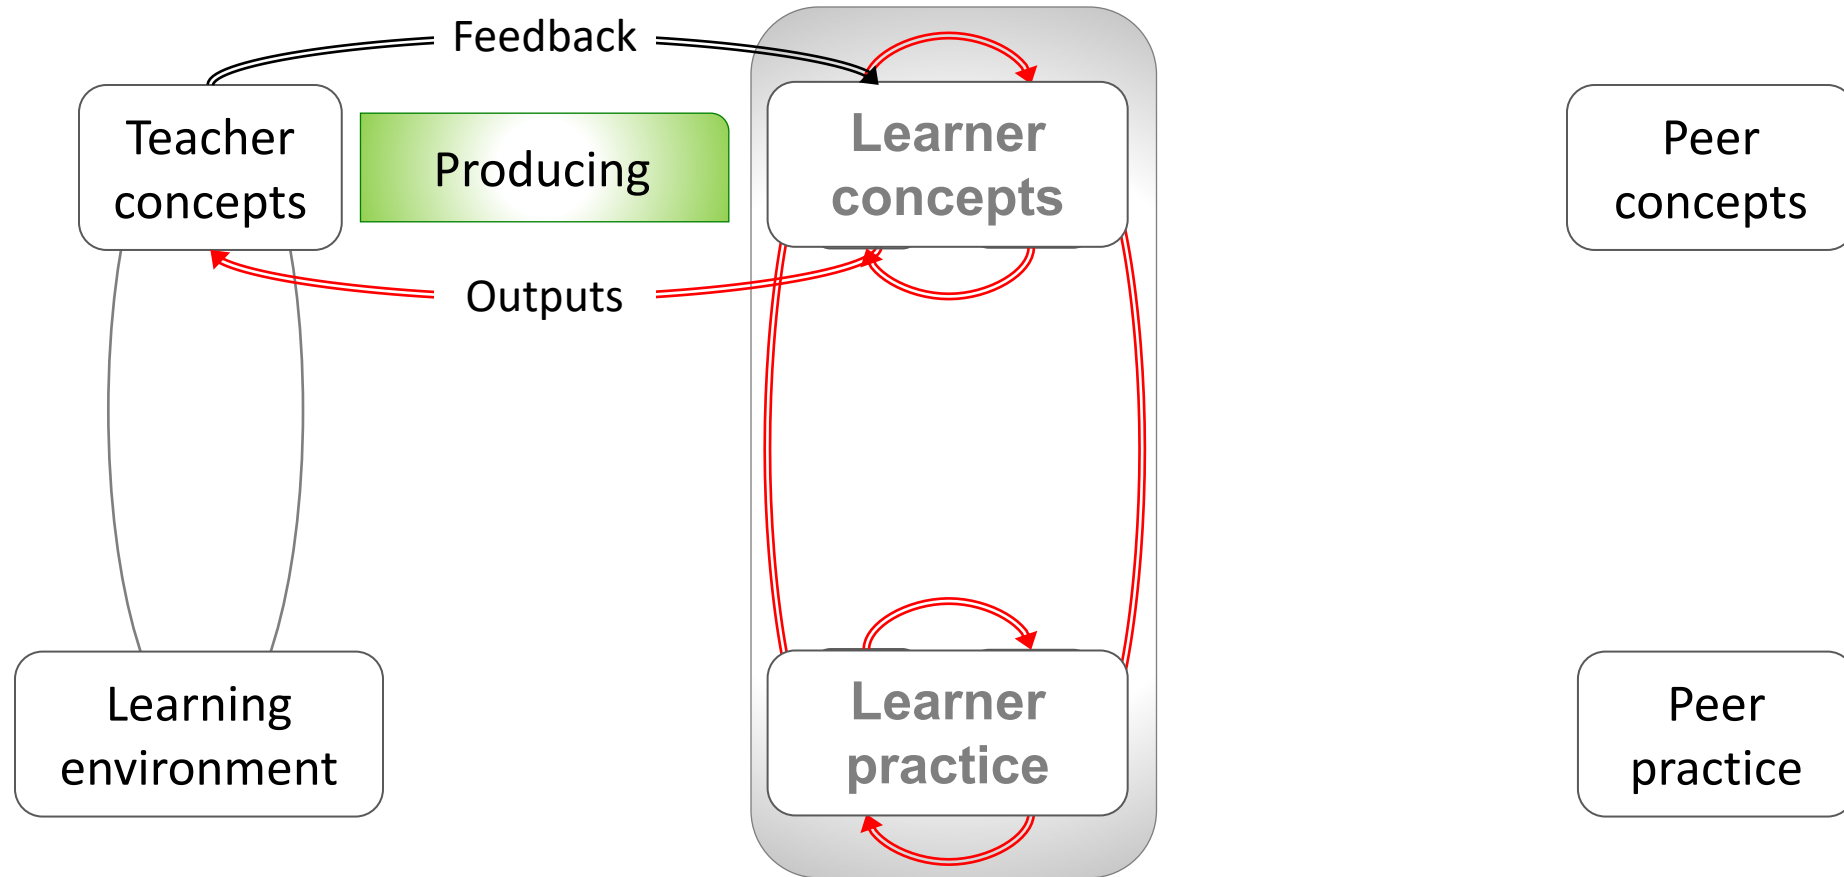 Feedback
Teacher
concepts
Producing
Learner
concepts
Peer
concepts
Outputs
Learning
environment
Learner
practice
Peer
practice